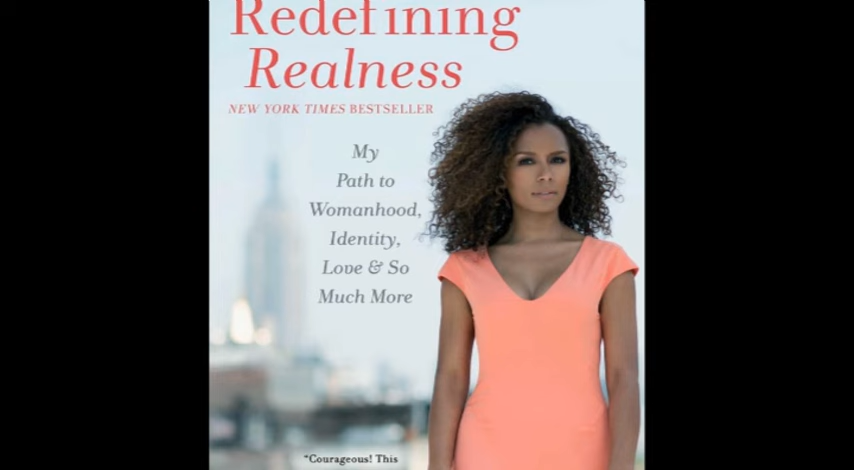 Redefining
Realness
NEW YORK TIMES BESTSELLER
My
Path to
Womanhood,
Identity,
Love & So
Much More
"Courageous! This